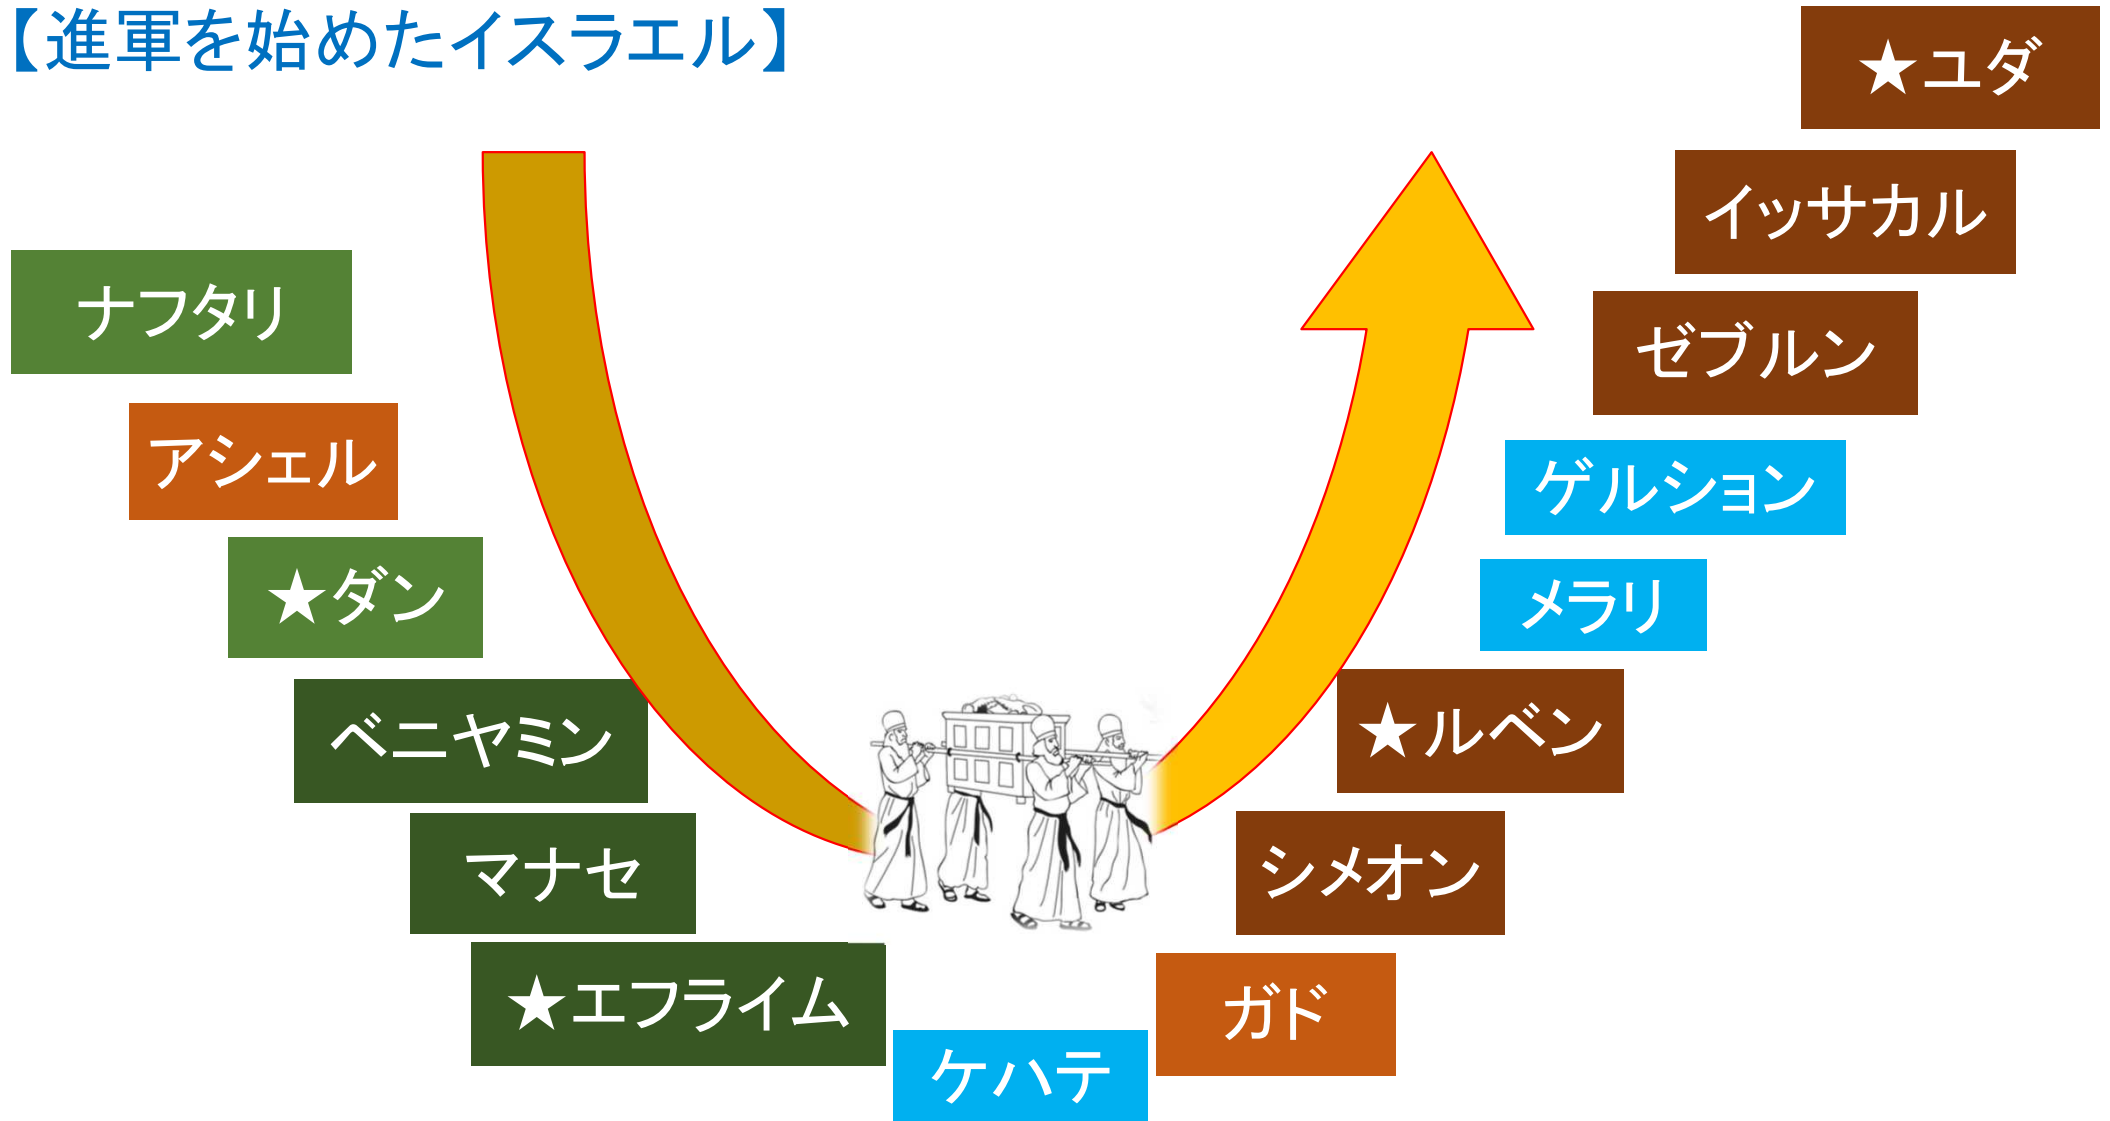 【進軍を始めたイスラエル】
★ユダ
イッサカル
ゼブルン
ゲルション
メラリ
★ルベン
シメオン
ガド
ケハテ
★エフライム
マナセ
ベニヤミン
★ダン
アシェル
ナフタリ